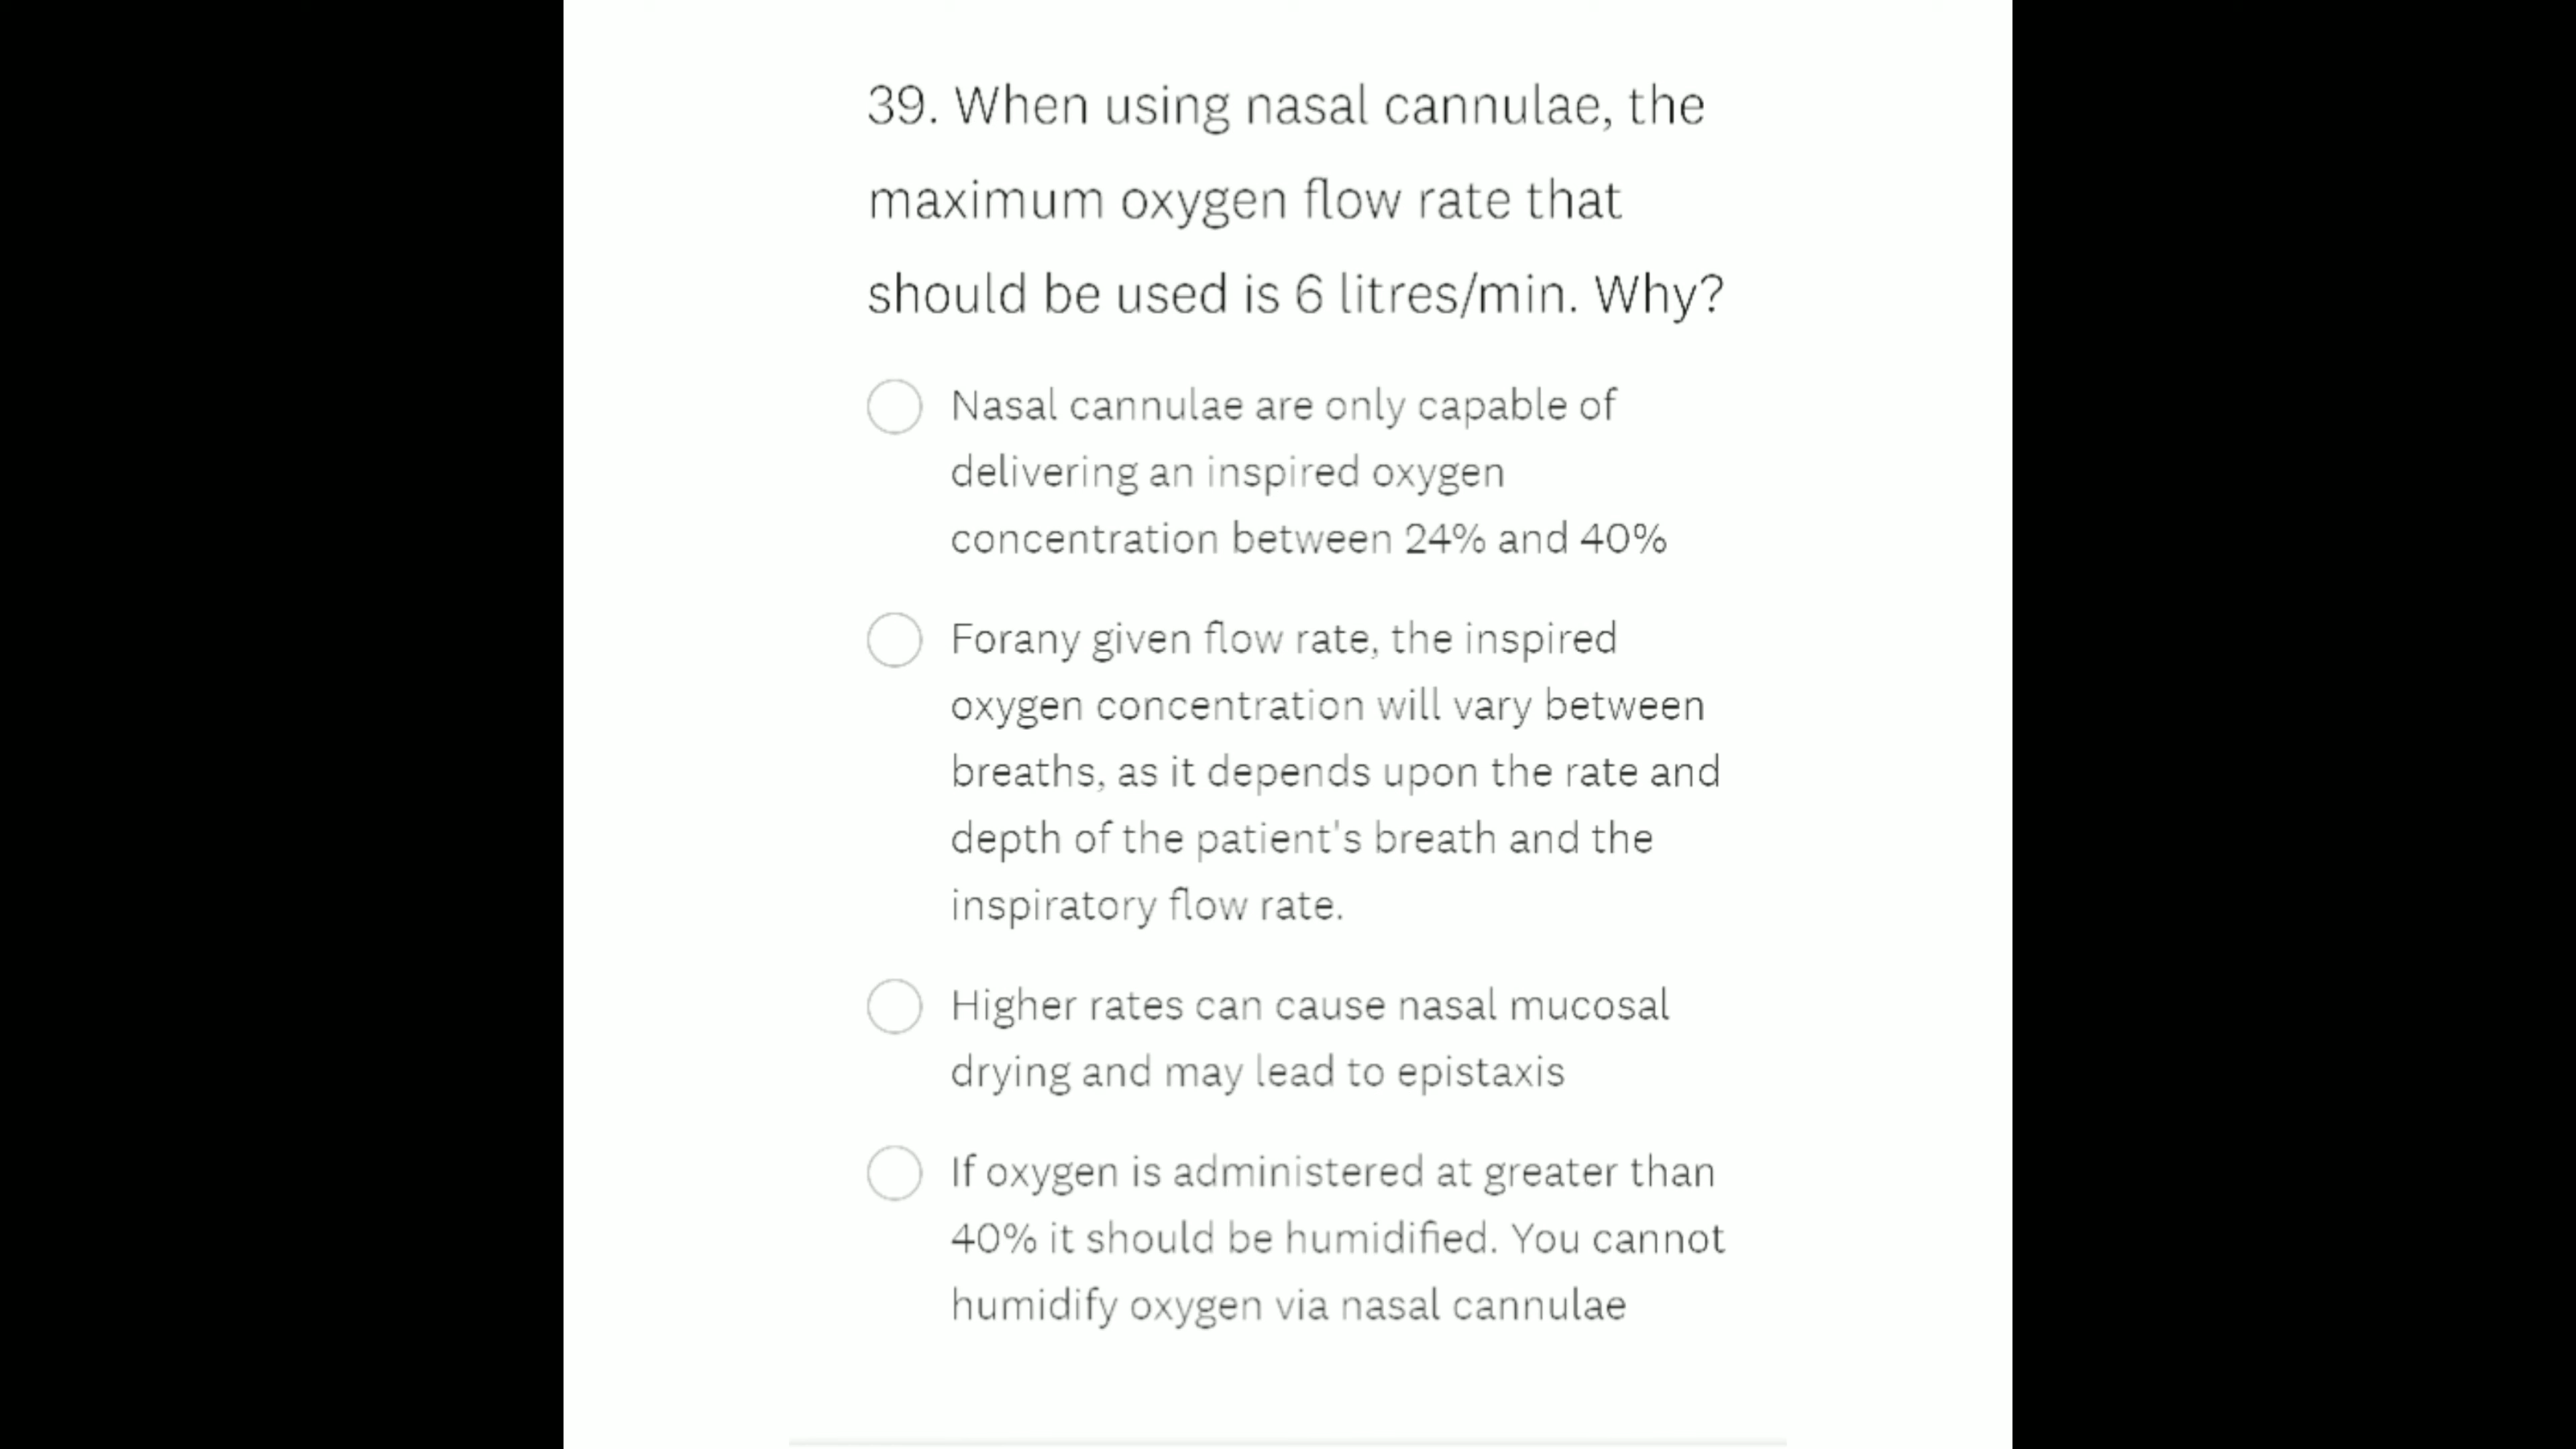 39. When using nasal cannulae, the
maximum oxygen flow rate that
should be used is 6 litres/min. Why?
Nasal cannulae are only capable of
delivering an inspired oxygen
concentration between 24% and 40%
Forany given flow rate, the inspired
oxygen concentration will vary between
breaths, as it depends upon the rate and
depth of the patient's breath and the
inspiratory flow rate.
Higher rates can cause nasal mucosal
drying and may lead to epistaxis
If oxygen is administered at greater than
40% it should be humidified. You cannot
humidify oxygen via nasal cannulae